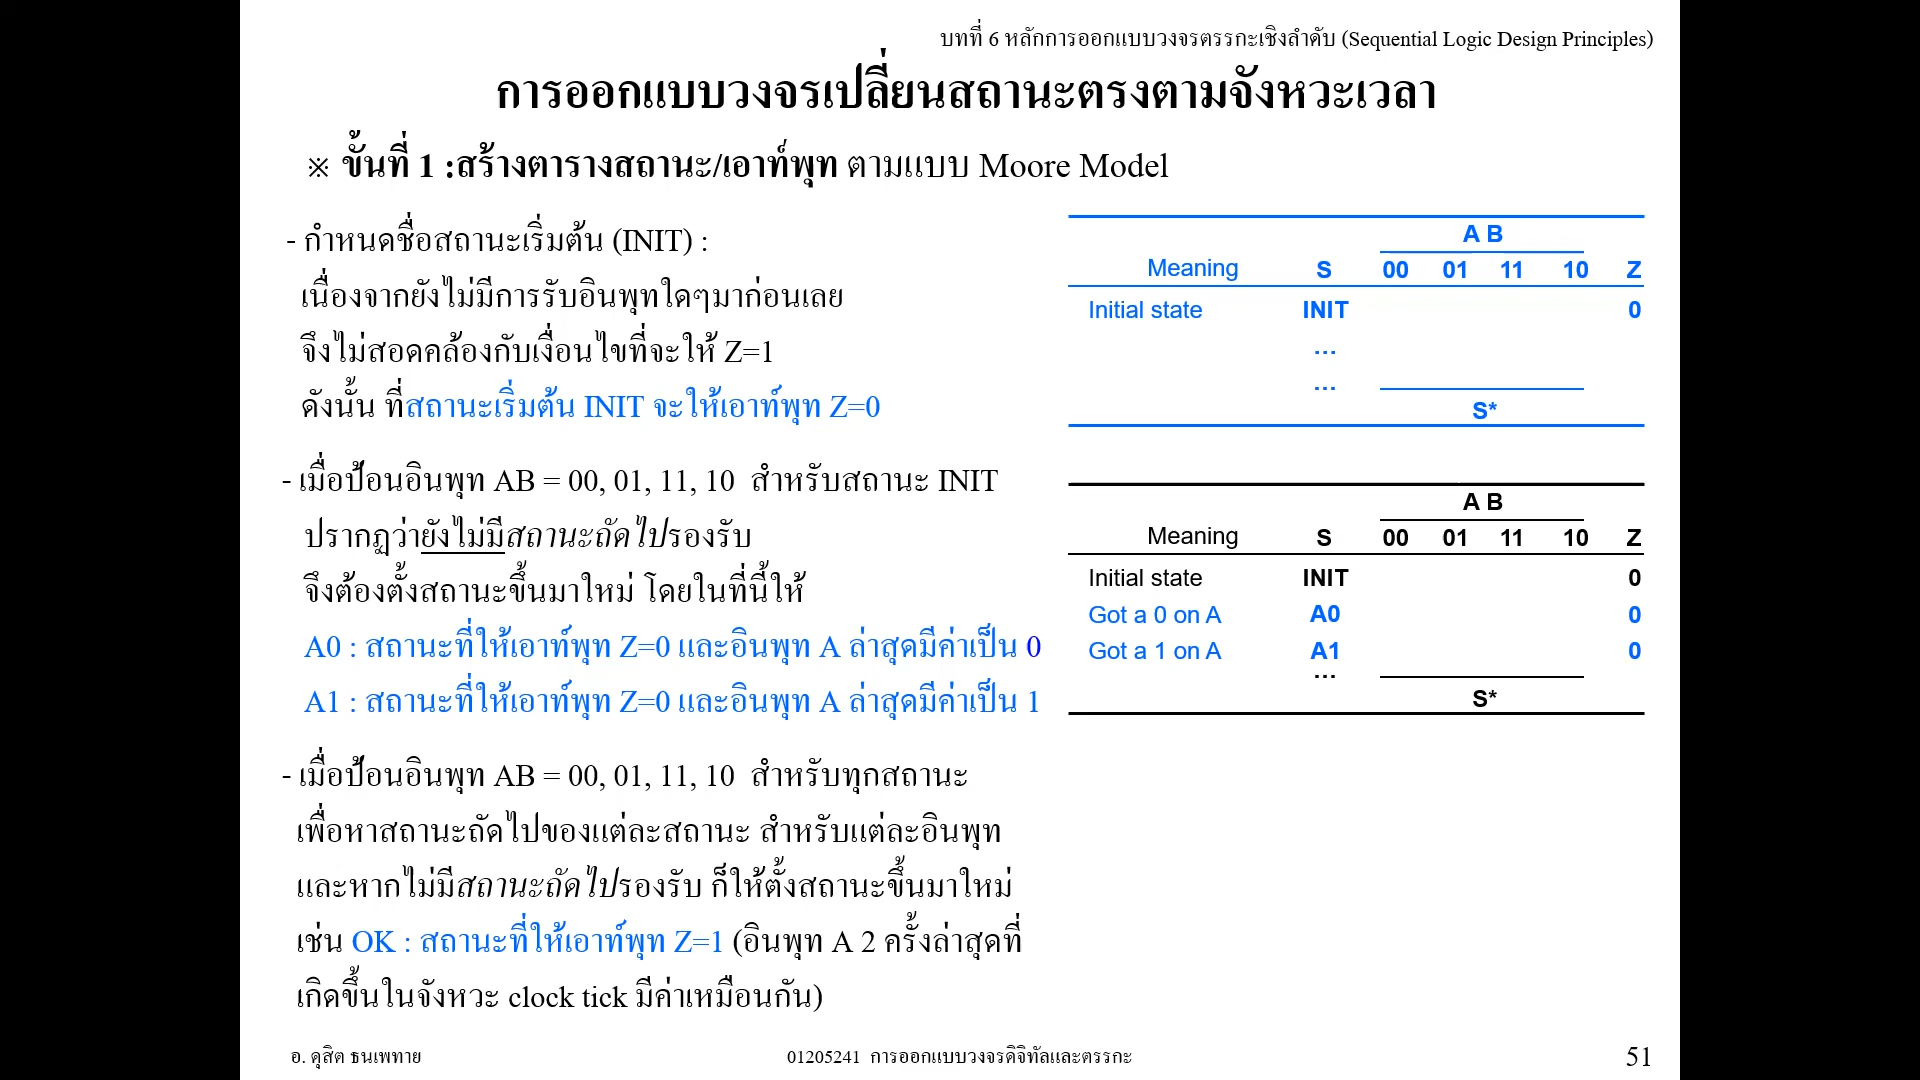 บทที่ 6 หลักการออกแบบวงจรตรรกะเชิงลำดับ (Sequential Logic Design Principles)
การออกแบบวงจรเปลี่ยนสถานะตรงตามจังหวะเวลา
※ ขั้นที่ 1 :สร้างตารางสถานะ/เอาท์พุท ตามแบบ Moore Model
- กำหนดชื่อสถานะเริ่มต้น (INIT) :
เนื่องจากยังไม่มีการรับอินพุทใดๆมาก่อนเลย
จึงไม่สอดคล้องกับเงื่อนไขที่จะให้ Z=1
ดังนั้น ที่สถานะเริ่มต้น INIT จะให้เอาท์พุท Z=0
- เมื่อป้อนอินพุท AB = 00, 01, 11, 10 สำหรับสถานะ INIT
ปรากฏว่ายังไม่มีสถานะถัดไปรองรับ
จึงต้องตั้งสถานะขึ้นมาใหม่ โดยในที่นี้ให้
A0 : สถานะที่ให้เอาท์พุท Z=0 และอินพุท A ล่าสุดมีค่าเป็น 0
A1 : สถานะที่ให้เอาท์พุท Z=0 และอินพุท A ล่าสุดมีค่าเป็น 1
- เมื่อป้อนอินพุท AB = 00, 01, 11, 10 สำหรับทุกสถานะ
เพื่อหาสถานะถัดไปของแต่ละสถานะ สำหรับแต่ละอินพุท
และหากไม่มีสถานะถัดไปรองรับ ก็ให้ตั้งสถานะขึ้นมาใหม่
เช่น OK : สถานะที่ให้เอาท์พุท Z=1 (อินพุท A 2 ครั้งล่าสุดที่
เกิดขึ้นในจังหวะ clock tick มีค่าเหมือนกัน)
A B
Meaning S 00 01 11 10 Z
Initial state INIT 0
...
...
S*
A B
Meaning S 00 01 11 10 Z
Initial state INIT 0
Got a 0 on A A0 0
Got a 1 on A A1 0
...
S*
อ. ดุสิต ธนเพทาย
01205241 การออกแบบวงจรดิจิทัลและตรรกะ
51